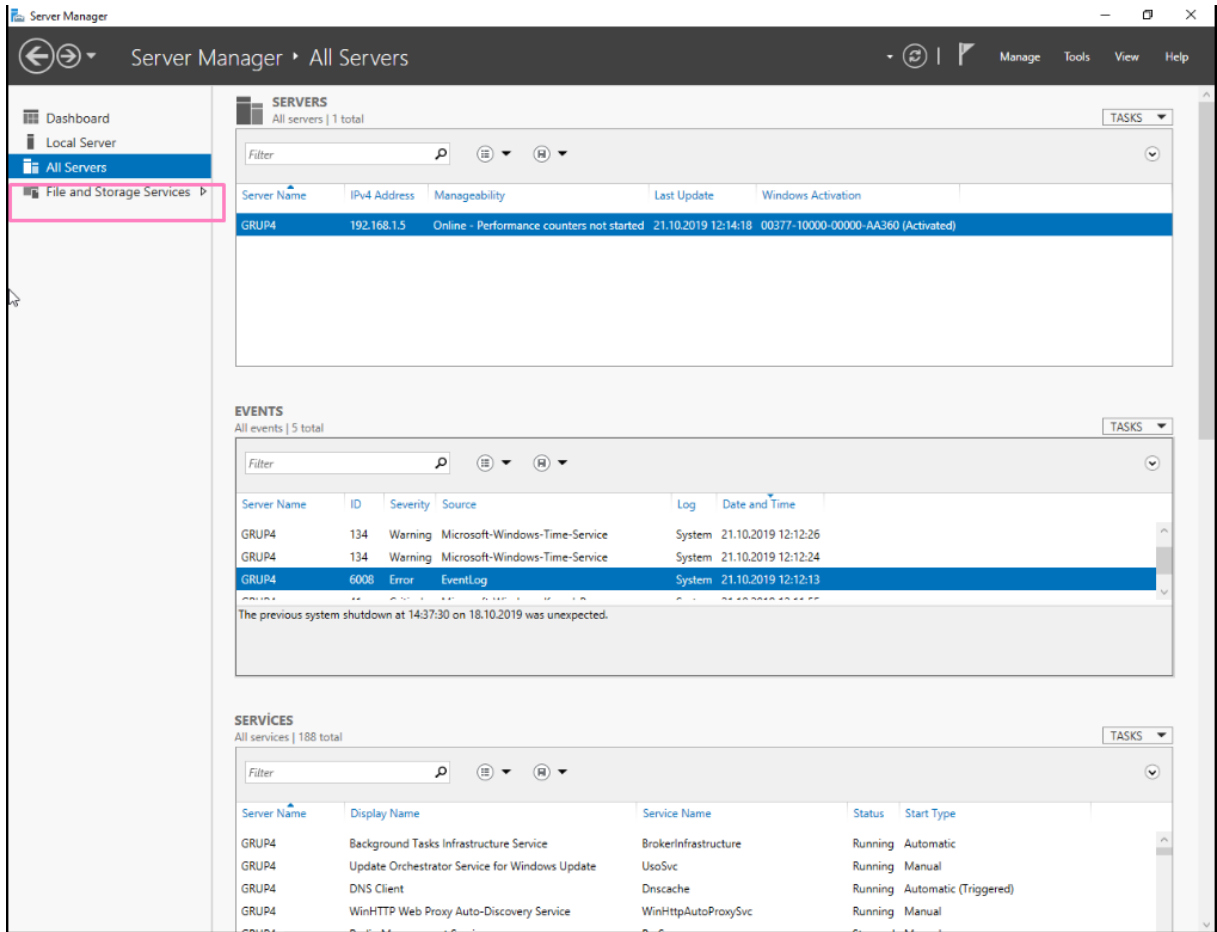 Server Manager
Server Manager ‣ All Servers
Manage Tools View Help
Dashboard
Local Server
All Servers
File and Storage Services
SERVERS
All servers | 1 total
TASKS
Filter
Server Name IPv4 Address Manageability Last Update Windows Activation
GRUP4 192.168.1.5 Online - Performance counters not started 21.10.2019 12:14:18 00377-10000-00000-AA360 (Activated)
EVENTS
All events | 5 total
TASKS
Filter
Server Name ID Severity Source Log Date and Time
GRUP4 134 Warning Microsoft-Windows-Time-Service System 21.10.2019 12:12:26
GRUP4 134 Warning Microsoft-Windows-Time-Service System 21.10.2019 12:12:24
GRUP4 6008 Error EventLog System 21.10.2019 12:12:13
The previous system shutdown at 14:37:30 on 18.10.2019 was unexpected.
SERVİCES
All services | 188 total
TASKS
Filter
Server Name Display Name Service Name Status Start Type
GRUP4 Background Tasks Infrastructure Service BrokerInfrastructure Running Automatic
GRUP4 Update Orchestrator Service for Windows Update UsoSvc Running Manual
GRUP4 DNS Client Dnscache Running Automatic (Triggered)
GRUP4 WinHTTP Web Proxy Auto-Discovery Service WinHttpAutoProxySvc Running Manual